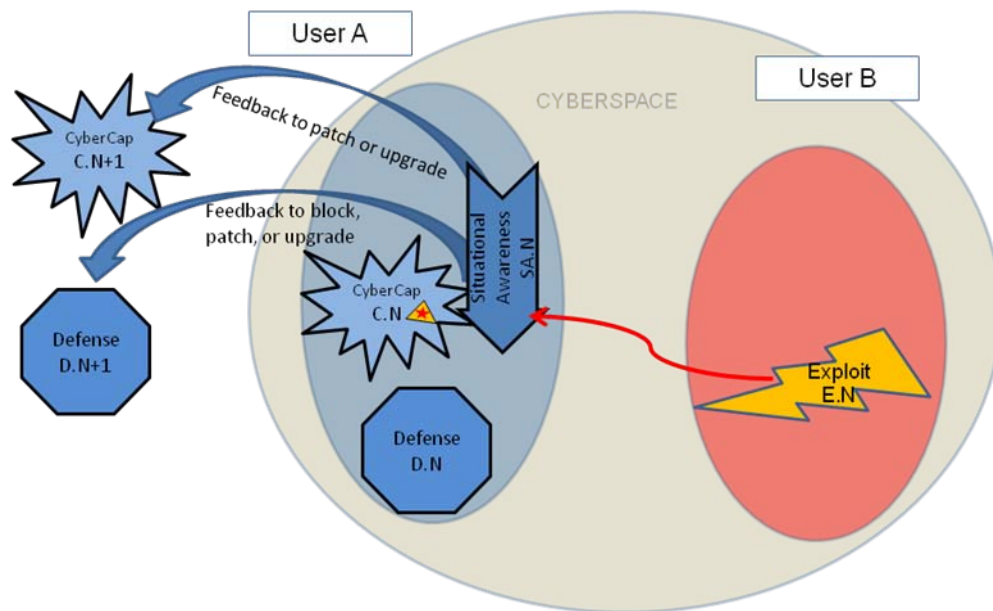 User A
User B
CYBERSPACE
CyberCap
C.N+1
Feedback to patch or upgrade
Feedback to block,
patch, or upgrade
Situational
Awareness
SA.N
CyberCap
C.N
Defense
D.N+1
Exploit
E.N
Defense
D.N